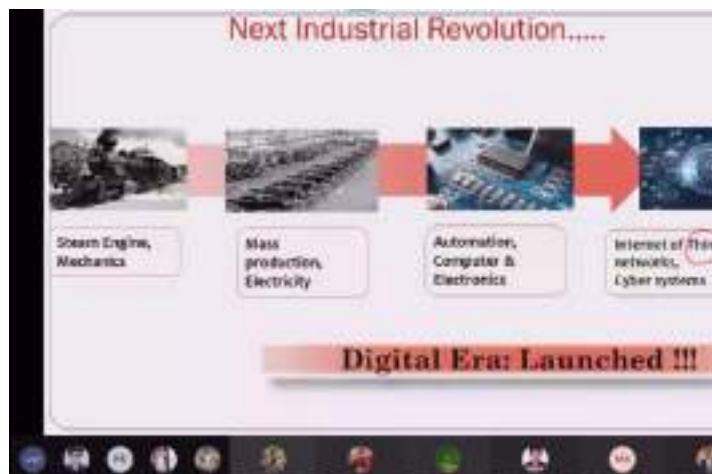 Next Industrial Revolution.....
Steam Engine,
Mechanics
Mass
production,
Electricity
Automation,
Computer &
Electronics
Internet of Thin
networks,
Cyber systems
Digital Era: Launched !!!